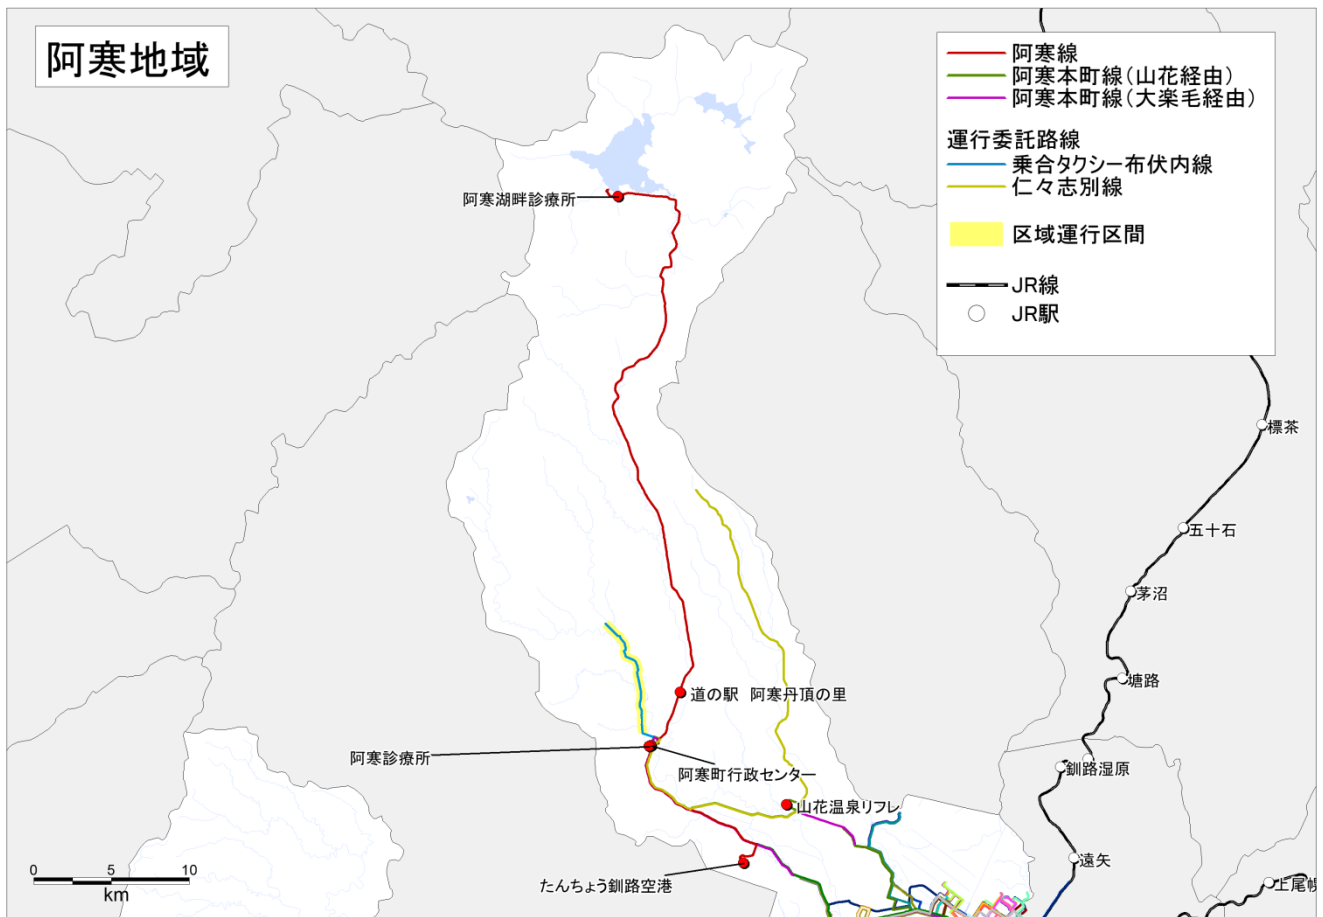 阿寒地域
阿寒線
阿寒本町線(山花経由)
阿寒本町線(大楽毛経由)
運行委託路線
乗合タクシー布伏内線
仁々志別線
区域運行区間
JR線
JR駅
阿寒湖畔診療所
標茶
五十石
茅沼
塘路
道の駅 阿寒丹頂の里
阿寒診療所
阿寒町行政センター
釧路湿原
山花温泉リフレ
遠矢
たんちょう釧路空港
上尾幌
0 5 10
km